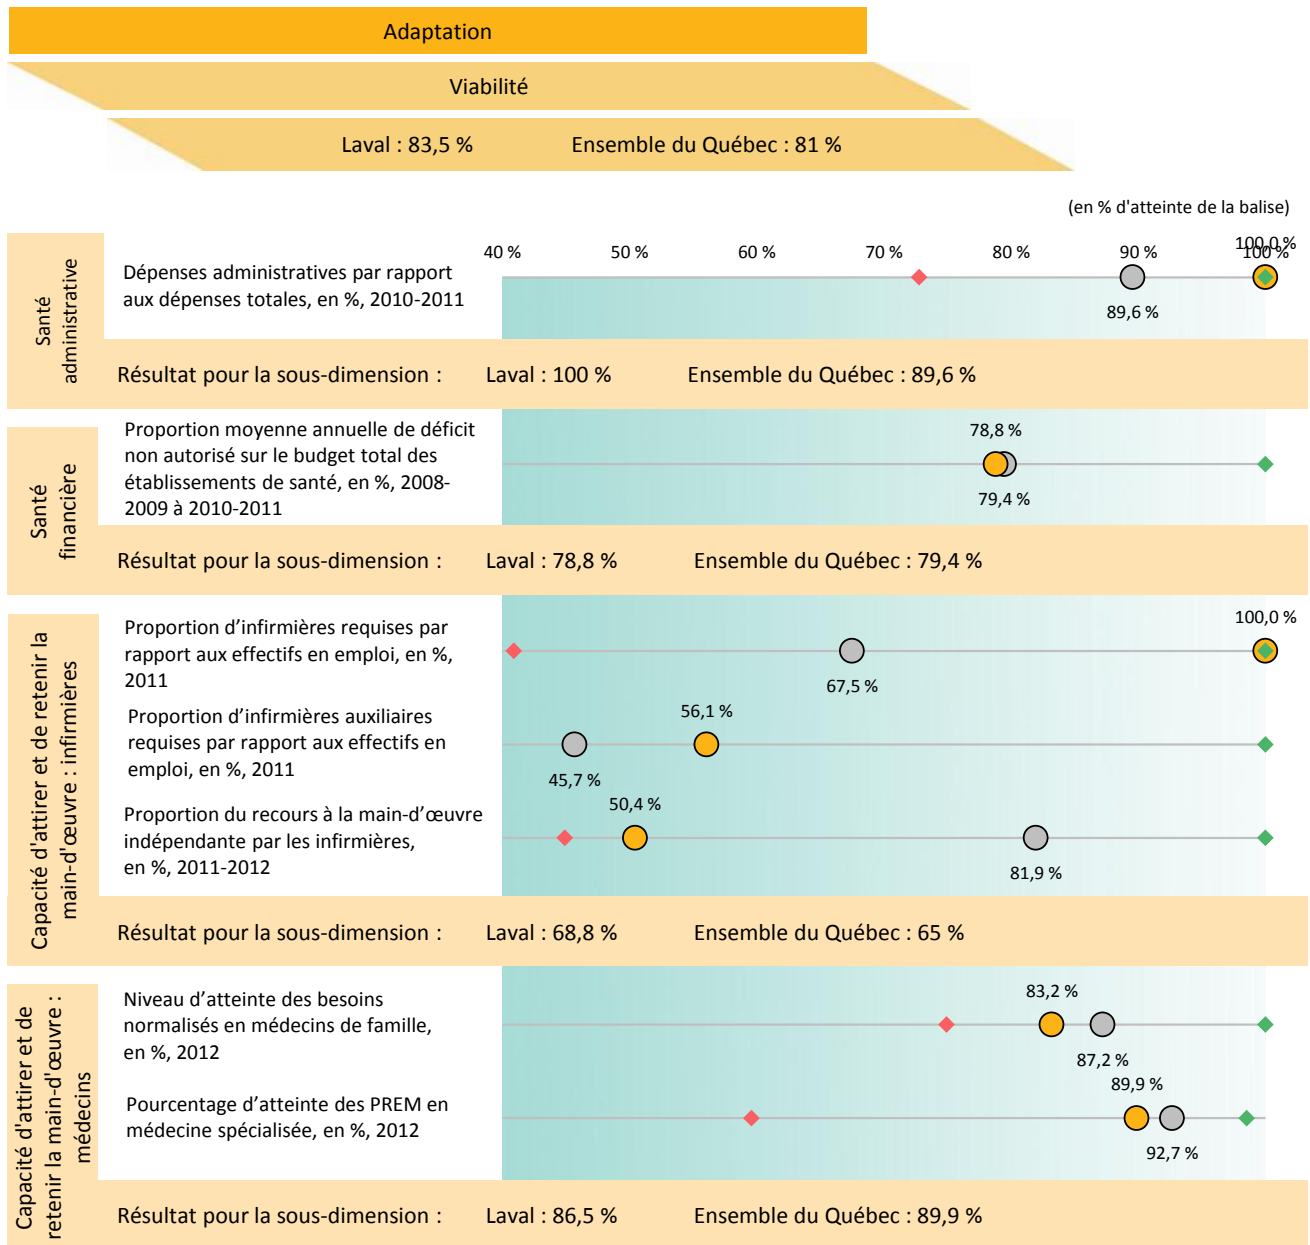 Adaptation
Viabilité
Laval : 83,5 % Ensemble du Québec : 81 %
(en % d'atteinte de la balise)
Santé
administrative
40 % 50 % 60 % 70 % 80 % 90 % 100 %
100,0 %
Dépenses administratives par rapport
aux dépenses totales, en %, 2010-2011
89,6 %
Résultat pour la sous-dimension : Laval : 100 % Ensemble du Québec : 89,6 %
Santé
financière
Proportion moyenne annuelle de déficit
non autorisé sur le budget total des
établissements de santé, en %, 2008-
2009 à 2010-2011
78,8 %
79,4 %
Résultat pour la sous-dimension : Laval : 78,8 % Ensemble du Québec : 79,4 %
Capacité d'attirer et de retenir la
main-d'œuvre : infirmières
Proportion d’infirmières requises par
rapport aux effectifs en emploi, en %,
2011
100,0 %
67,5 %
Proportion d’infirmières auxiliaires
requises par rapport aux effectifs en
emploi, en %, 2011
56,1 %
45,7 %
Proportion du recours à la main-d’œuvre
indépendante par les infirmières,
en %, 2011-2012
50,4 %
81,9 %
Résultat pour la sous-dimension : Laval : 68,8 % Ensemble du Québec : 65 %
Capacité d'attirer et de
retenir la main-d'œuvre :
médecins
Niveau d’atteinte des besoins
normalisés en médecins de famille,
en %, 2012
83,2 %
87,2 %
Pourcentage d’atteinte des PREM en
médecine spécialisée, en %, 2012
89,9 %
92,7 %
Résultat pour la sous-dimension : Laval : 86,5 % Ensemble du Québec : 89,9 %